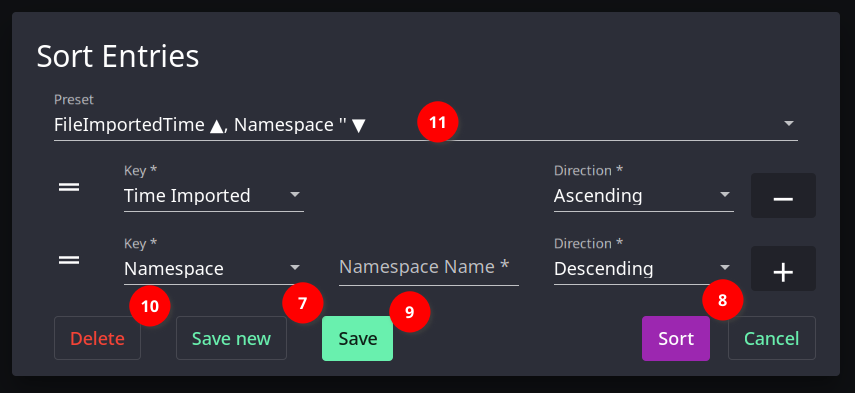 Sort Entries
Preset
FileImportedTime ▲, Namespace '' ▼
11
Key *
Direction *
Time Imported
Ascending
Key *
Direction *
Namespace
Namespace Name *
Descending
10
7
9
8
Delete
Save new
Save
Sort
Cancel